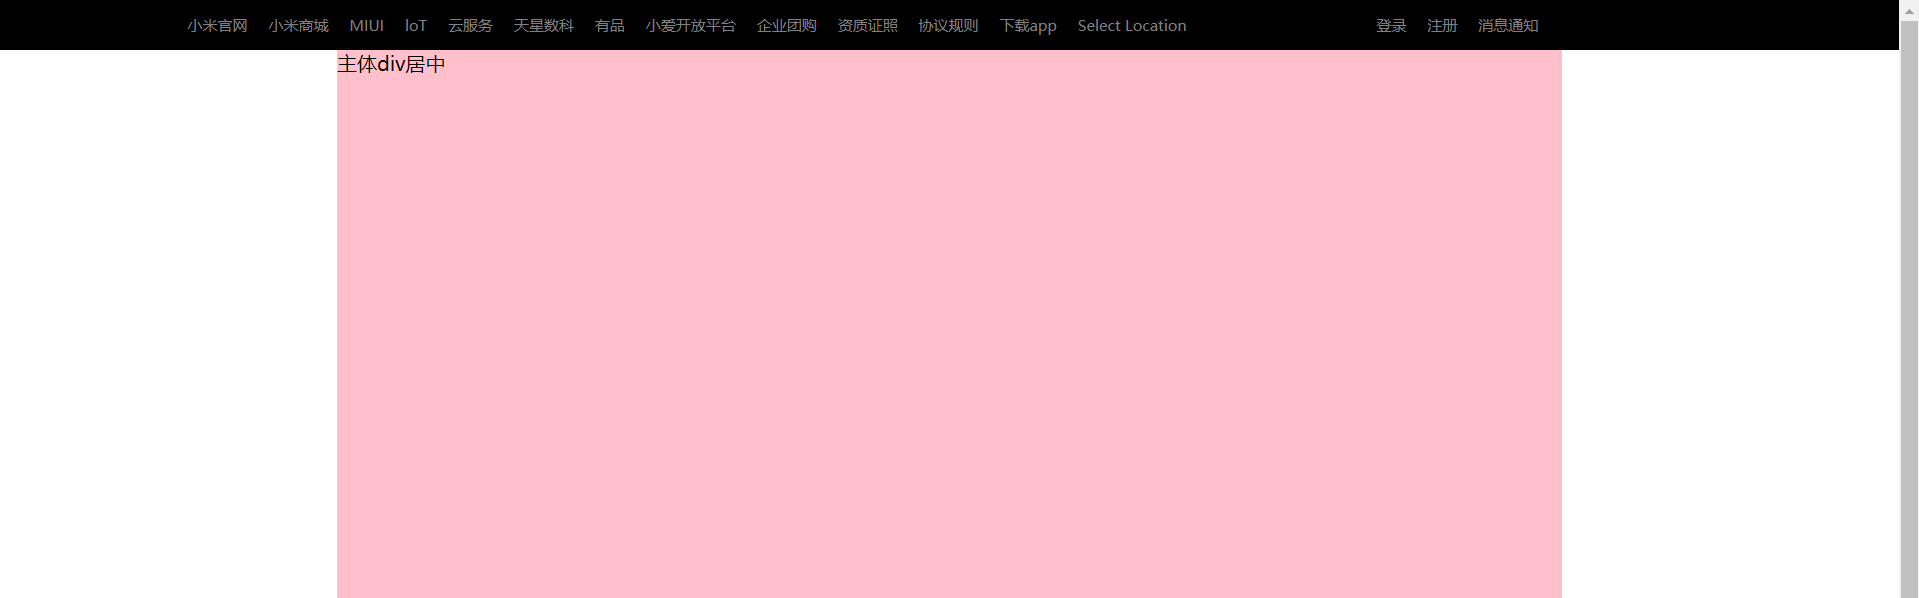 小米官网 小米商城 MIUI loT 云服务 天星数科 有品 小爱开放平台 企业团购 资质证照 协议规则 下载app Select Location 登录 注册 消息通知
主体div居中